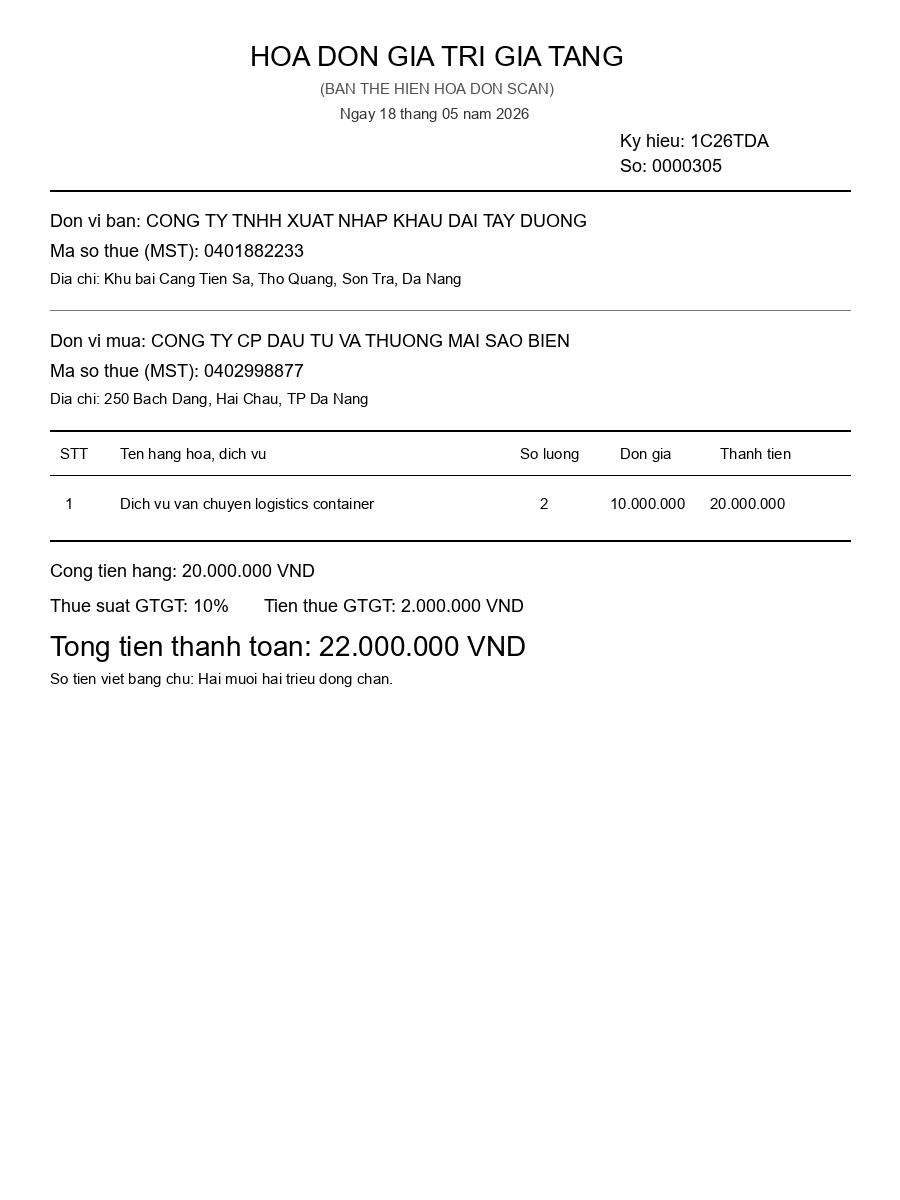 HOA DON GIA TRI GIA TANG
(BAN THE HIEN HOA DON SCAN)
Ngay 18 thang 05 nam 2026
Ky hieu: 1C26TDA
So: 0000305
Don vi ban: CONG TY TNHH XUAT NHAP KHAU DAI TAY DUONG
Ma so thue (MST): 0401882233
Dia chi: Khu bai Cang Tien Sa, Tho Quang, Son Tra, Da Nang
Don vi mua: CONG TY CP DAU TU VA THUONG MAI SAO BIEN
Ma so thue (MST): 0402998877
Dia chi: 250 Bach Dang, Hai Chau, TP Da Nang
STT Ten hang hoa, dich vu So luong Don gia Thanh tien
1 Dich vu van chuyen logistics container 2 10.000.000 20.000.000
Cong tien hang: 20.000.000 VND
Thue suat GTGT: 10% Tien thue GTGT: 2.000.000 VND
Tong tien thanh toan: 22.000.000 VND
So tien viet bang chu: Hai muoi hai trieu dong chan.